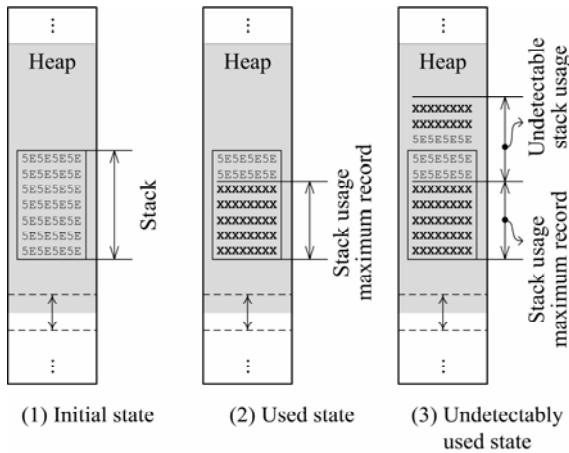 ⋮
Heap
5E5E5E5E
5E5E5E5E
5E5E5E5E
5E5E5E5E
5E5E5E5E
5E5E5E5E
5E5E5E5E
Stack
⋮
(1) Initial state
⋮
Heap
5E5E5E5E
5E5E5E5E
XXXXXXXX
XXXXXXXX
XXXXXXXX
XXXXXXXX
XXXXXXXX
Stack usage
maximum record
⋮
(2) Used state
⋮
Heap
XXXXXXXX
XXXXXXXX
5E5E5E5E
5E5E5E5E
5E5E5E5E
XXXXXXXX
XXXXXXXX
XXXXXXXX
XXXXXXXX
XXXXXXXX
Undetectable
stack usage
Stack usage
maximum record
⋮
(3) Undetectably
used state